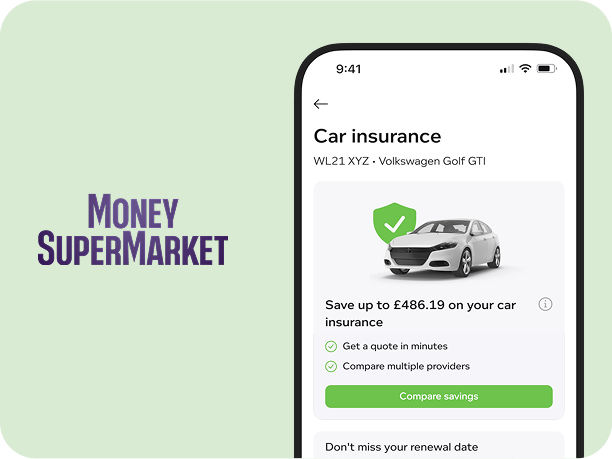 MONEY
SUPERMARKET
9:41
Car insurance
WL21 XYZ • Volkswagen Golf GTI
Save up to £486.19 on your car
insurance
Get a quote in minutes
Compare multiple providers
Compare savings
Don't miss your renewal date